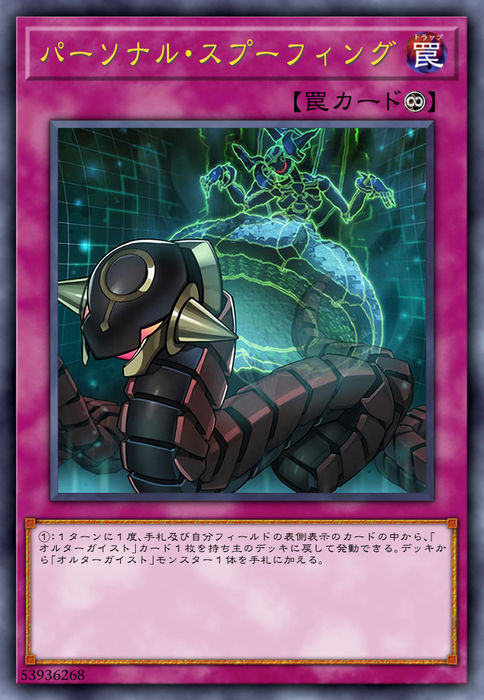 パーソナル・スプーフィング
トラップ
罠
【罠カード】
①:1ターンに1度、手札及び自分フィールドの表側表示のカードの中から、「
オルターガイスト」カード1枚を持ち主のデッキに戻して発動できる。デッキか
ら「オルターガイスト」モンスター1体を手札に加える。
53936268